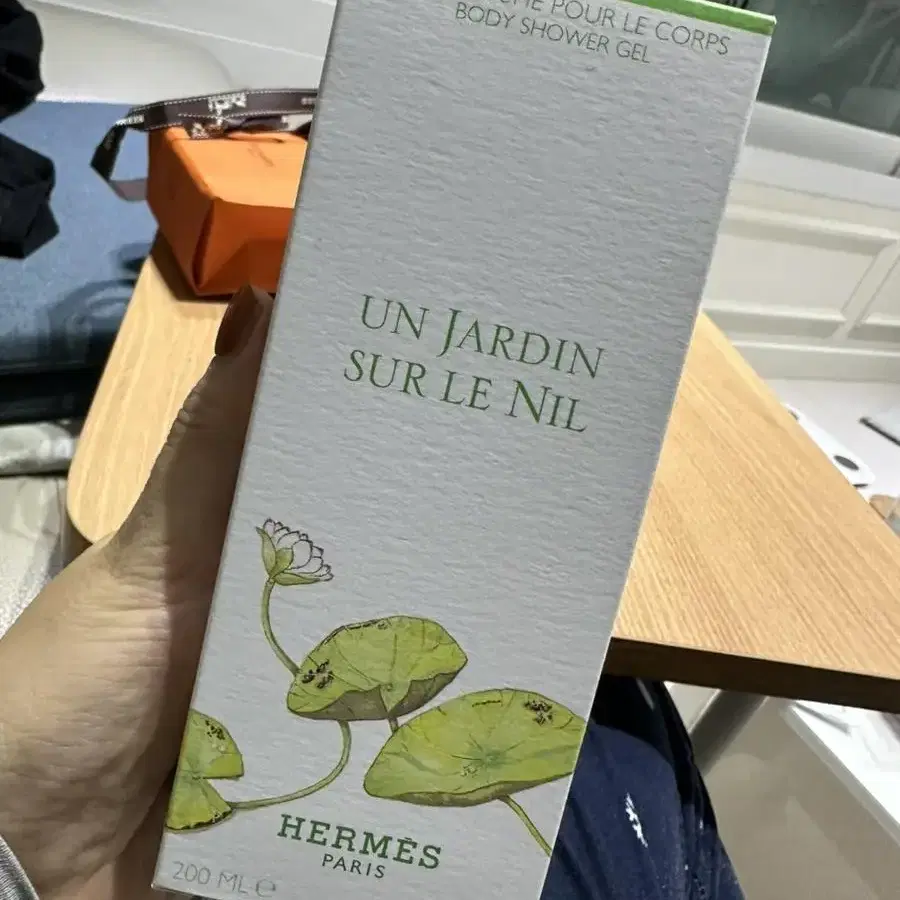 POUR LE CORPS
BODY SHOWER GEL
UN JARDIN
SUR LE NIL
HERMÈS
PARIS
200 ML e